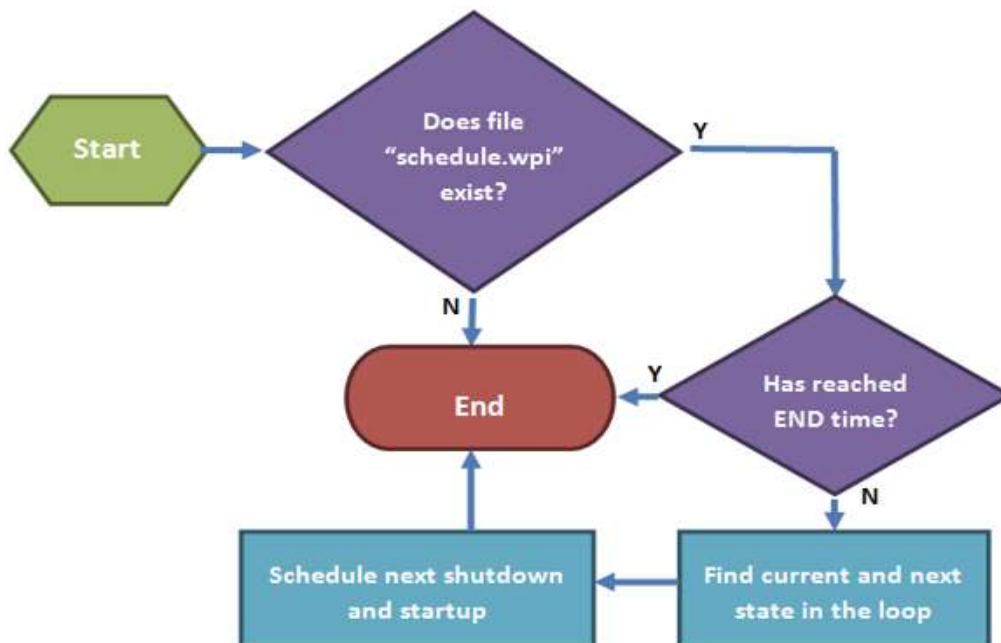 Start
Does file
“schedule.wpi”
exist?
Y
N
End
Y
Has reached
END time?
N
Schedule next shutdown
and startup
Find current and next
state in the loop